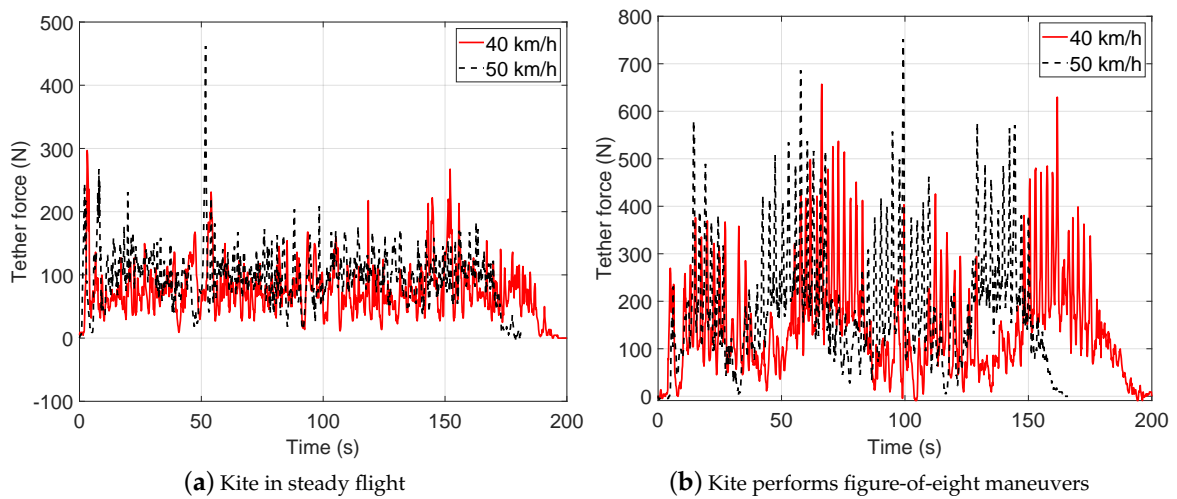 500
400
300
200
100
0
-100
0
50
100
150
200
Tether force (N)
Time (s)
40 km/h
50 km/h
(a) Kite in steady flight
800
700
600
500
400
300
200
100
0
0
50
100
150
200
Tether force (N)
Time (s)
40 km/h
50 km/h
(b) Kite performs figure-of-eight maneuvers